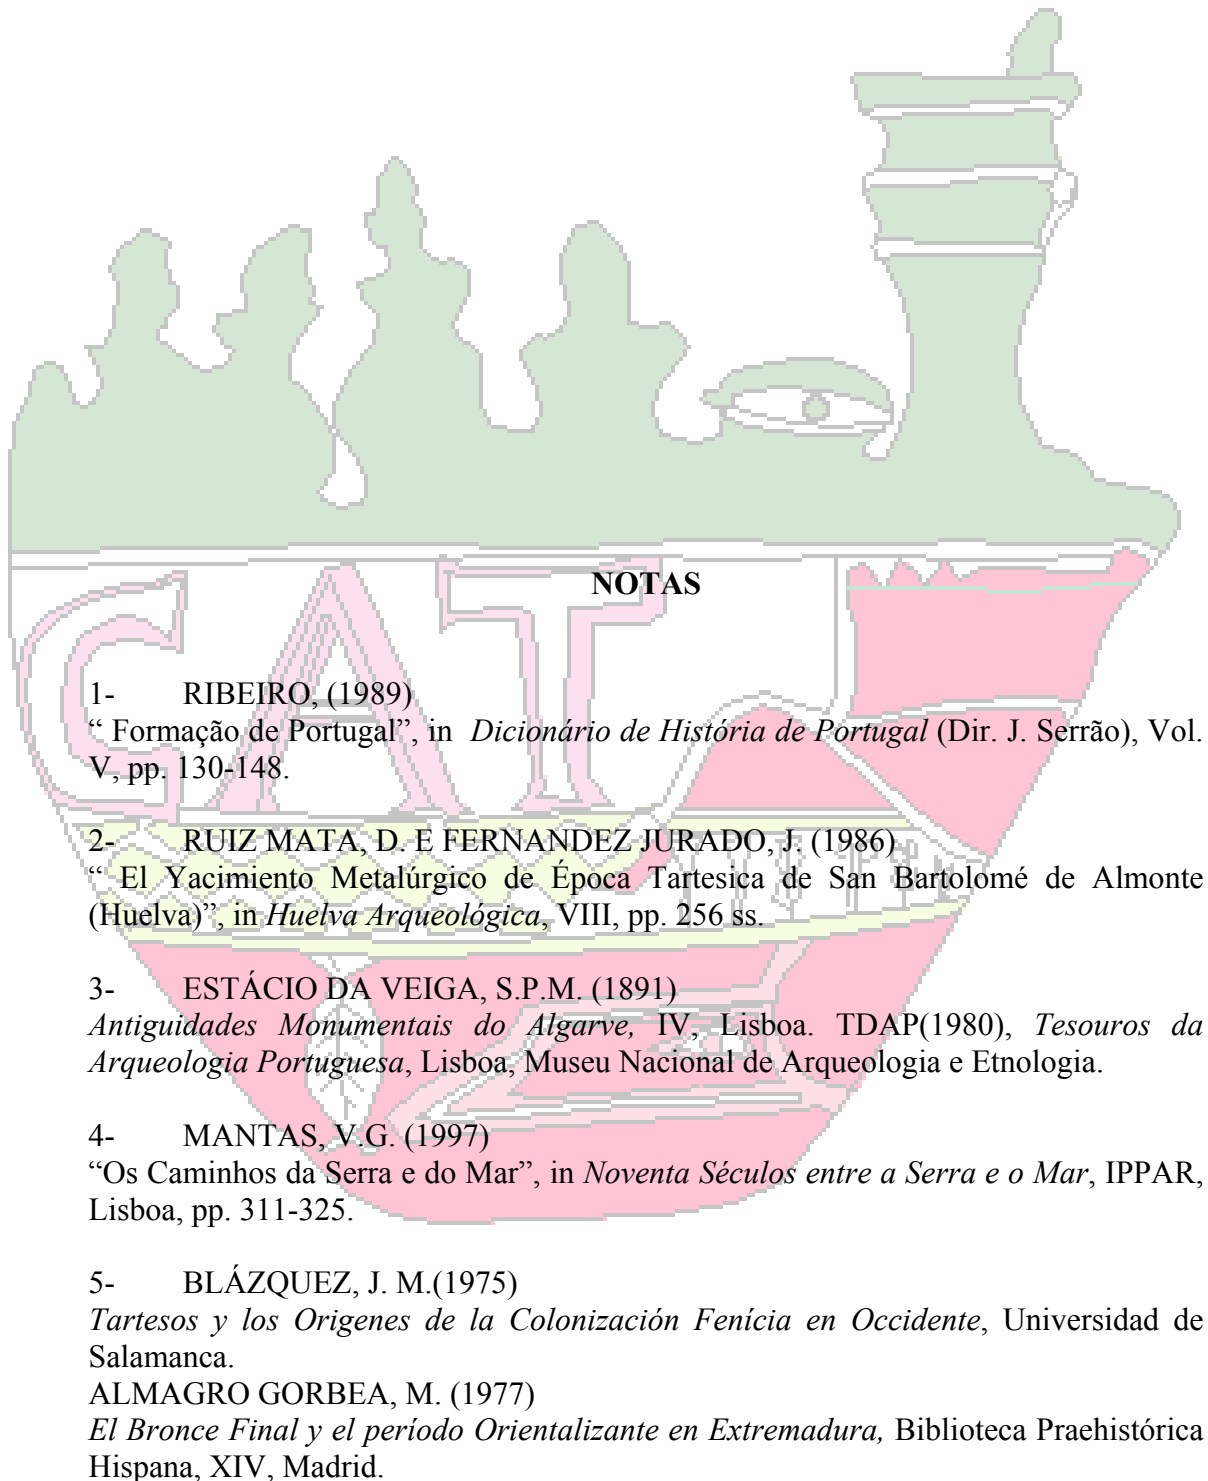 CAT
NOTAS
1- RIBEIRO, (1989)
“ Formação de Portugal”, in Dicionário de História de Portugal (Dir. J. Serrão), Vol.
V, pp. 130-148.
2- RUIZ MATA, D. E FERNANDEZ JURADO, J. (1986)
“ El Yacimiento Metalúrgico de Época Tartesica de San Bartolomé de Almonte
(Huelva)”, in Huelva Arqueológica, VIII, pp. 256 ss.
3- ESTÁCIO DA VEIGA, S.P.M. (1891)
Antiguidades Monumentais do Algarve, IV, Lisboa. TDAP(1980), Tesouros da
Arqueologia Portuguesa, Lisboa, Museu Nacional de Arqueologia e Etnologia.
4- MANTAS, V.G. (1997)
“Os Caminhos da Serra e do Mar”, in Noventa Séculos entre a Serra e o Mar, IPPAR,
Lisboa, pp. 311-325.
5- BLÁZQUEZ, J. M.(1975)
Tartesos y los Origenes de la Colonización Fenícia en Occidente, Universidad de
Salamanca.
ALMAGRO GORBEA, M. (1977)
El Bronce Final y el período Orientalizante en Extremadura, Biblioteca Praehistórica
Hispana, XIV, Madrid.